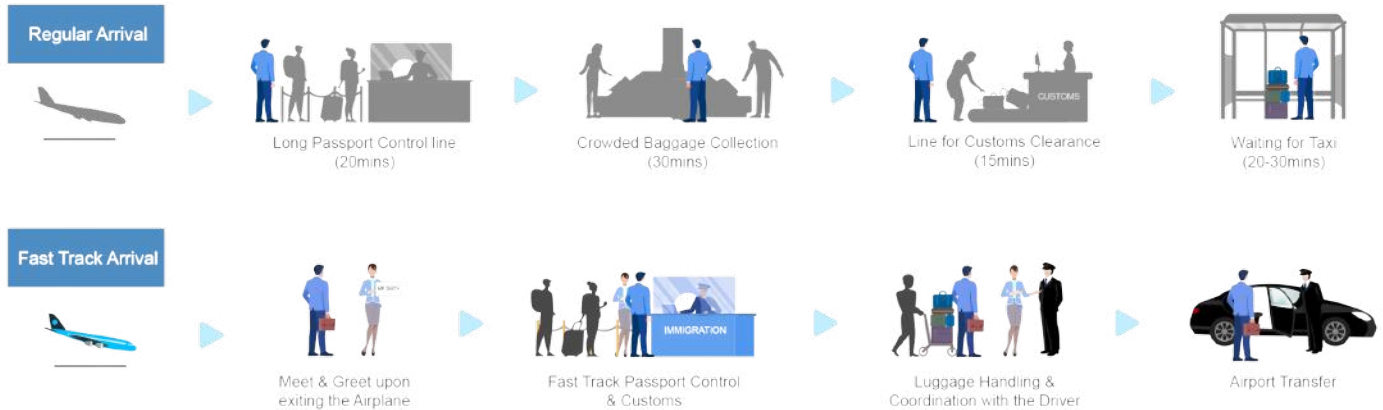 Regular Arrival
Long Passport Control line
(20mins)
Crowded Baggage Collection
(30mins)
CUSTOMS
Line for Customs Clearance
(15mins)
Waiting for Taxi
(20-30mins)
Fast Track Arrival
Meet & Greet upon
exiting the Airplane
IMMIGRATION
Fast Track Passport Control
& Customs
Luggage Handling &
Coordination with the Driver
Airport Transfer